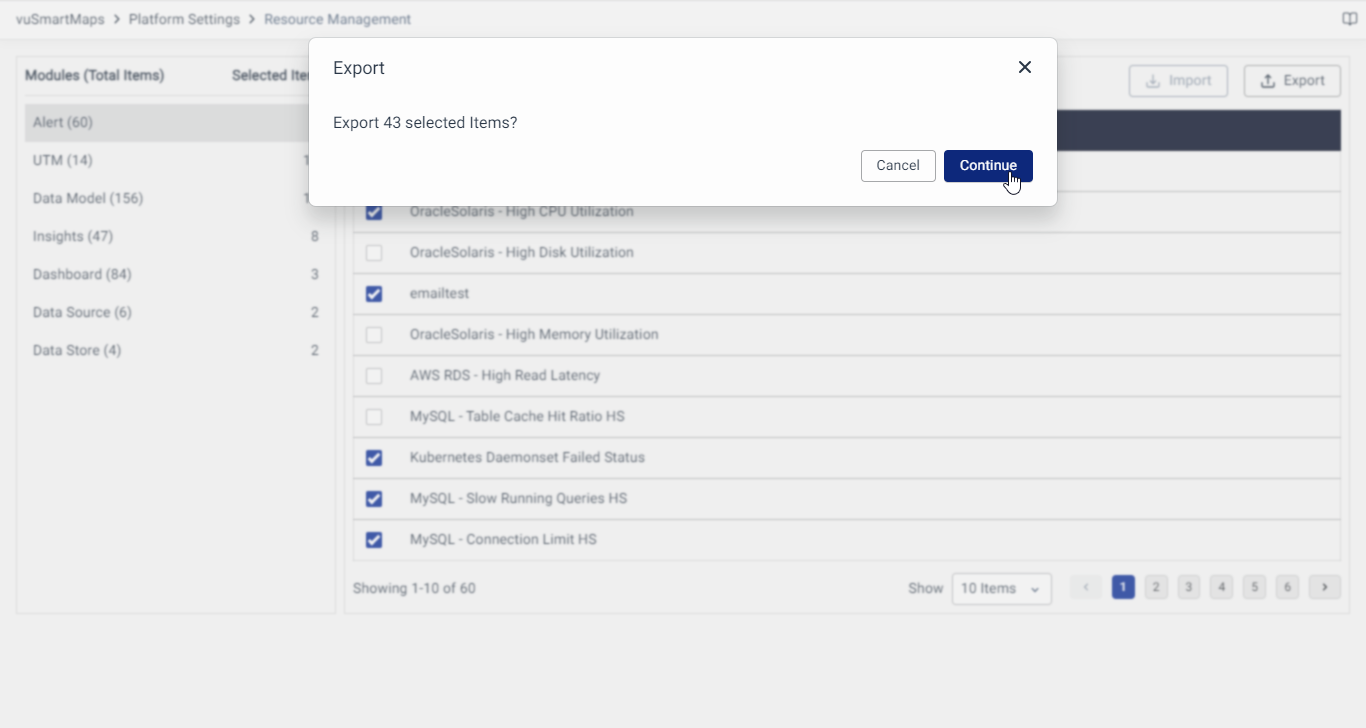 vuSmartMaps > Platform Settings > Resource Management
Export
Export 43 selected Items?
Cancel Continue
Modules (Total Items) Selected
Alert (60)
UTM (14)
Data Model (156)
Insights (47) 8
Dashboard (84) 3
Data Source (6) 2
Data Store (4) 2
Import Export
OracleSolaris - High CPU Utilization
OracleSolaris - High Disk Utilization
emailtest
OracleSolaris - High Memory Utilization
AWS RDS - High Read Latency
MySQL - Table Cache Hit Ratio HS
Kubernetes Daemonset Failed Status
MySQL - Slow Running Queries HS
MySQL - Connection Limit HS
Showing 1-10 of 60 Show 10 Items < 1 2 3 4 5 6 >